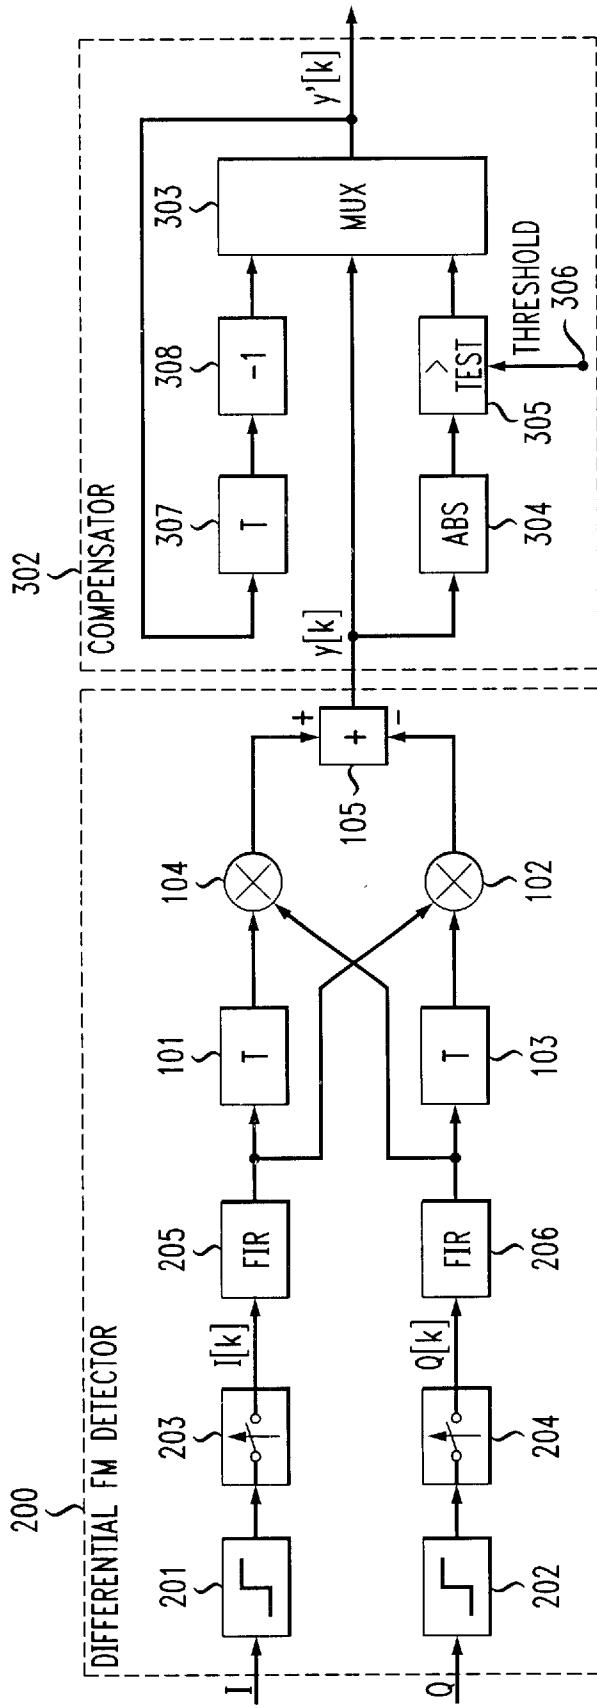 200
DIFFERENTIAL FM DETECTOR
I
201
203
I[k]
205
FIR
101
T
104
+
Q
202
204
Q[k]
206
FIR
103
T
102
-
+
105
302
COMPENSATOR
y[k]
307
T
308
-1
303
MUX
y'[k]
ABS
304
>
TEST
305
THRESHOLD
306